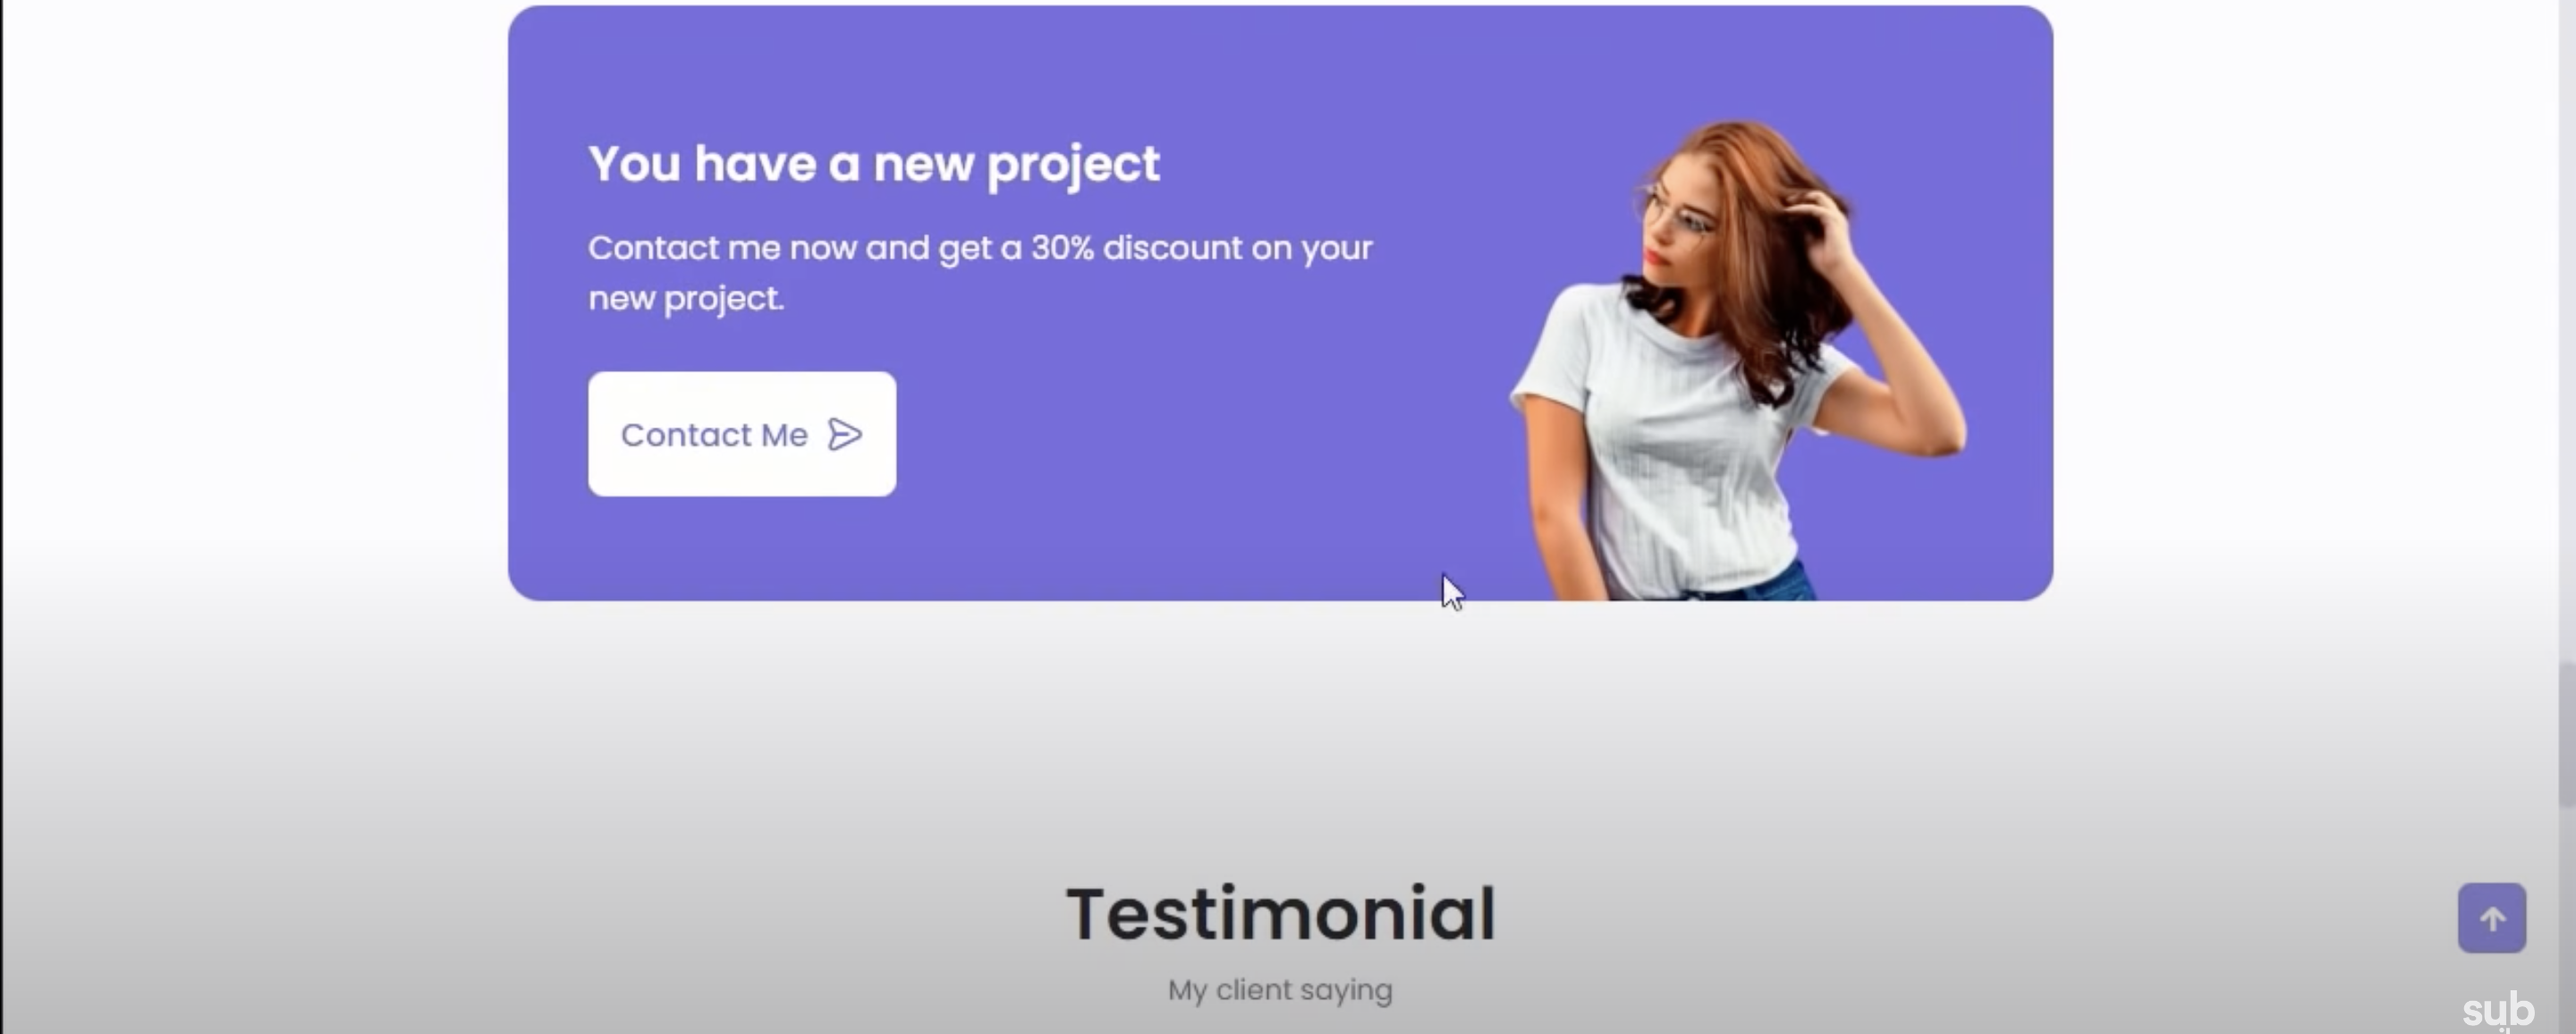 You have a new project
Contact me now and get a 30% discount on your
new project.
Contact Me
Testimonial
My client saying
sub